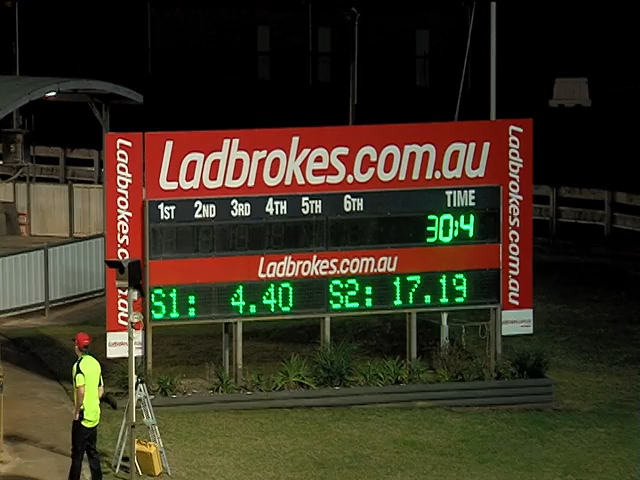 Ladbrokes.com.au
1ST 2ND 3RD 4TH 5TH 6TH TIME
30:4
Ladbrokes.com.au
S1: 4.40 S2: 17.19
Ladbrokes.c
.au
Ladbrokes.com.au